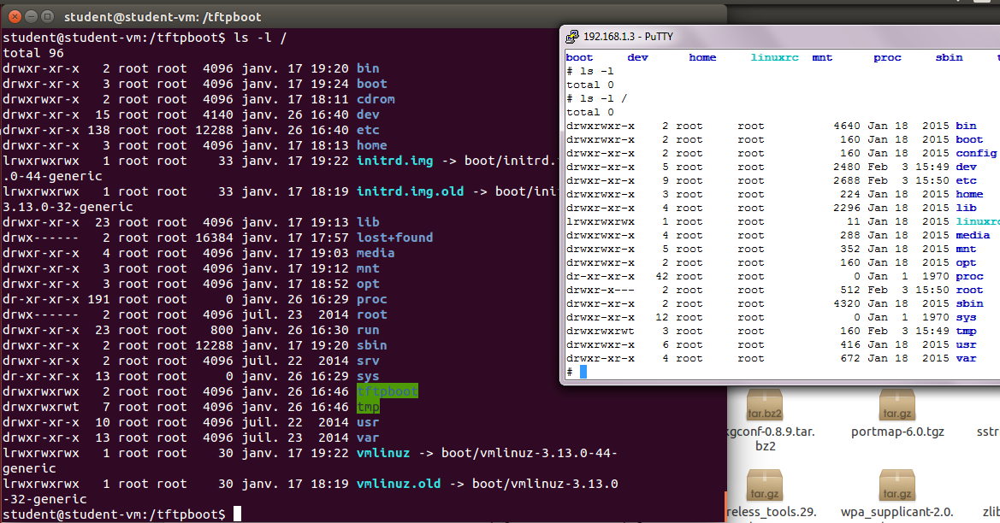 student@student-vm: /tftpboot
student@student-vm:/tftpboot$ ls -l /
total 96
drwxr-xr-x   2 root root  4096 janv. 17 19:20 bin
drwxr-xr-x   3 root root  4096 janv. 17 19:24 boot
drwxr-xr-x   2 root root  4096 janv. 17 18:11 cdrom
drwxr-xr-x  15 root root  4140 janv. 26 16:40 dev
drwxr-xr-x 138 root root 12288 janv. 26 16:40 etc
drwxr-xr-x   3 root root  4096 janv. 17 18:13 home
lrwxrwxrwx   1 root root    33 janv. 17 19:22 initrd.img -> boot/initrd.
.0-44-generic
lrwxrwxrwx   1 root root    33 janv. 17 18:19 initrd.img.old -> boot/ini
3.13.0-32-generic
drwxr-xr-x  23 root root  4096 janv. 17 19:13 lib
drwx------   2 root root 16384 janv. 17 17:57 lost+found
drwxr-xr-x   4 root root  4096 janv. 17 19:03 media
drwxr-xr-x   3 root root  4096 janv. 17 19:12 mnt
drwxr-xr-x   3 root root  4096 janv. 17 18:52 opt
dr-xr-xr-x 191 root root     0 janv. 26 16:29 proc
drwx------   2 root root  4096 juil. 23  2014 root
drwxr-xr-x  23 root root   800 janv. 26 16:30 run
drwxr-xr-x   2 root root 12288 janv. 17 19:20 sbin
drwxr-xr-x   2 root root  4096 juil. 22  2014 srv
dr-xr-xr-x  13 root root     0 janv. 26 16:29 sys
drwxrwxrwx   2 root root  4096 janv. 26 16:46 tftpboot
drwxrwxrwt   7 root root  4096 janv. 26 16:46 tmp
drwxr-xr-x  10 root root  4096 juil. 22  2014 usr
drwxr-xr-x  13 root root  4096 juil. 23  2014 var
lrwxrwxrwx   1 root root    30 janv. 17 19:22 vmlinuz -> boot/vmlinuz-3.13.0-44-
generic
lrwxrwxrwx   1 root root    30 janv. 17 18:19 vmlinuz.old -> boot/vmlinuz-3.13.0
-32-generic
student@student-vm:/tftpboot$
192.168.1.3 - PuTTY
boot     dev      home     linuxrc  mnt      proc     sbin     t
# ls -l
total 0
# ls -l /
total 0
drwxrwxr-x    2 root     root          4640 Jan 18  2015 bin
drwxrwxr-x    2 root     root           160 Jan 18  2015 boot
drwxrwxr-x    2 root     root           160 Jan 18  2015 config
drwxrwxr-x    5 root     root          2480 Feb  3 15:49 dev
drwxrwxr-x    9 root     root          2688 Feb  3 15:50 etc
drwxrwxr-x    3 root     root           224 Jan 18  2015 home
drwxrwxr-x    4 root     root          2296 Jan 18  2015 lib
lrwxrwxrwx    1 root     root            11 Jan 18  2015 linuxrc
drwxrwxr-x    4 root     root           288 Jan 18  2015 media
drwxrwxr-x    5 root     root           352 Jan 18  2015 mnt
drwxrwxr-x    2 root     root           160 Jan 18  2015 opt
dr-xr-xr-x   42 root     root             0 Jan  1  1970 proc
drwxr-x---    2 root     root           512 Feb  3 15:50 root
drwxr-xr-x    2 root     root          4320 Jan 18  2015 sbin
drwxr-xr-x   12 root     root             0 Jan  1  1970 sys
drwxrwxrwt    3 root     root           160 Feb  3 15:49 tmp
drwxrwxr-x    6 root     root           416 Jan 18  2015 usr
drwxr-xr-x    4 root     root           672 Jan 18  2015 var
#
tar.bz2 tar.gz
kgconf-0.8.9.tar. portmap-6.0.tgz sstr
bz2
tar.gz tar.gz
reless_tools.29. wpa_supplicant-2.0. zlib